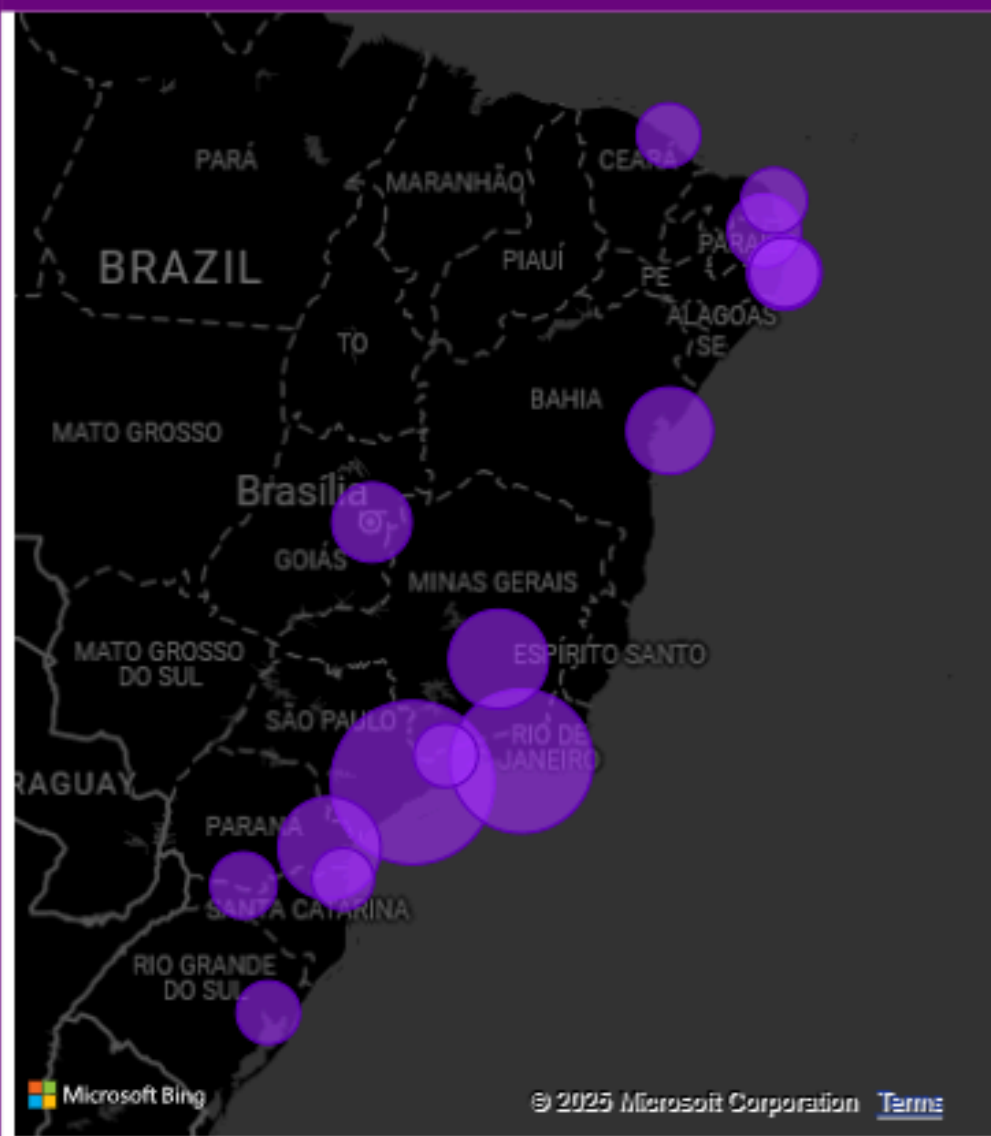 CEARÁ
PARÁ
MARANHÃO
PARAÍ
BRAZIL
PIAUÍ
PE
ALAGOAS
TO
SE
BAHIA
MATO GROSSO
Brasília
GOIÁS
MINAS GERAIS
MATO GROSSO
DO SUL
ESPÍRITO SANTO
SÃO PAULO
RIO DE
JANEIRO
RAGUAY
PARANÁ
SANTA CATARINA
RIO GRANDE
DO SUL
Microsoft Bing
© 2025 Microsoft Corporation Terms